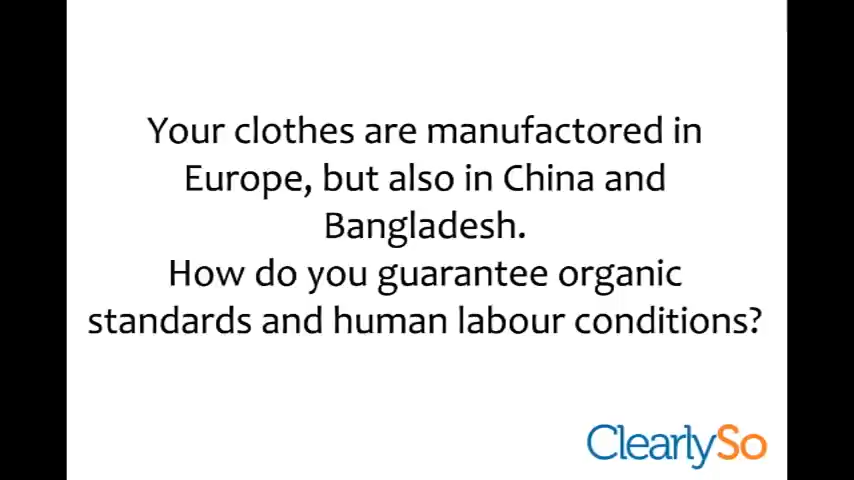 Your clothes are manufactored in
Europe, but also in China and
Bangladesh.
How do you guarantee organic
standards and human labour conditions?
ClearlySo